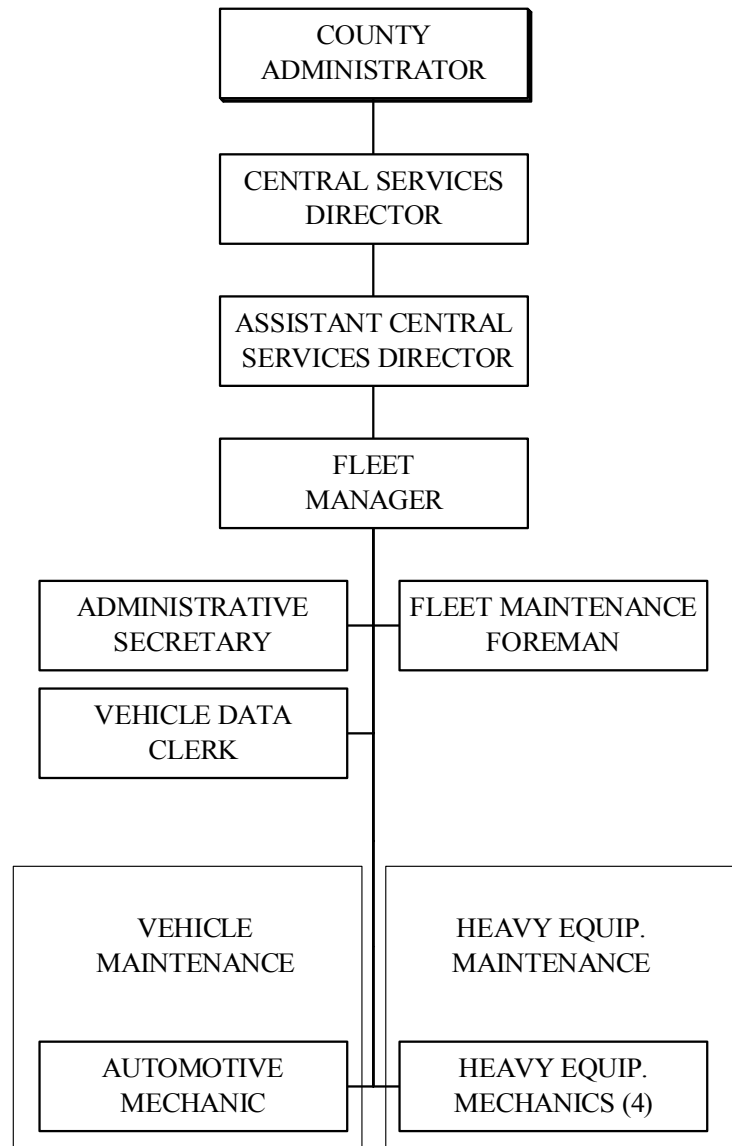 COUNTY
ADMINISTRATOR
CENTRAL SERVICES
DIRECTOR
ASSISTANT CENTRAL
SERVICES DIRECTOR
FLEET
MANAGER
ADMINISTRATIVE
SECRETARY
FLEET MAINTENANCE
FOREMAN
VEHICLE DATA
CLERK
VEHICLE
MAINTENANCE
HEAVY EQUIP.
MAINTENANCE
AUTOMOTIVE
MECHANIC
HEAVY EQUIP.
MECHANICS (4)